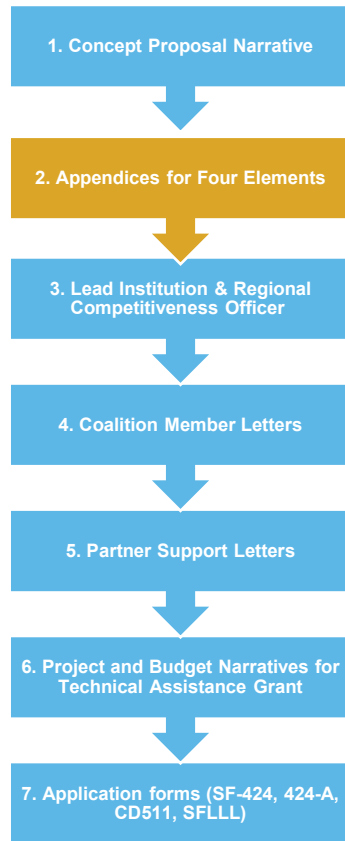 1. Concept Proposal Narrative
2. Appendices for Four Elements
3. Lead Institution & Regional
Competitiveness Officer
4. Coalition Member Letters
5. Partner Support Letters
6. Project and Budget Narratives for
Technical Assistance Grant
7. Application forms (SF-424, 424-A,
CD511, SFLLL)